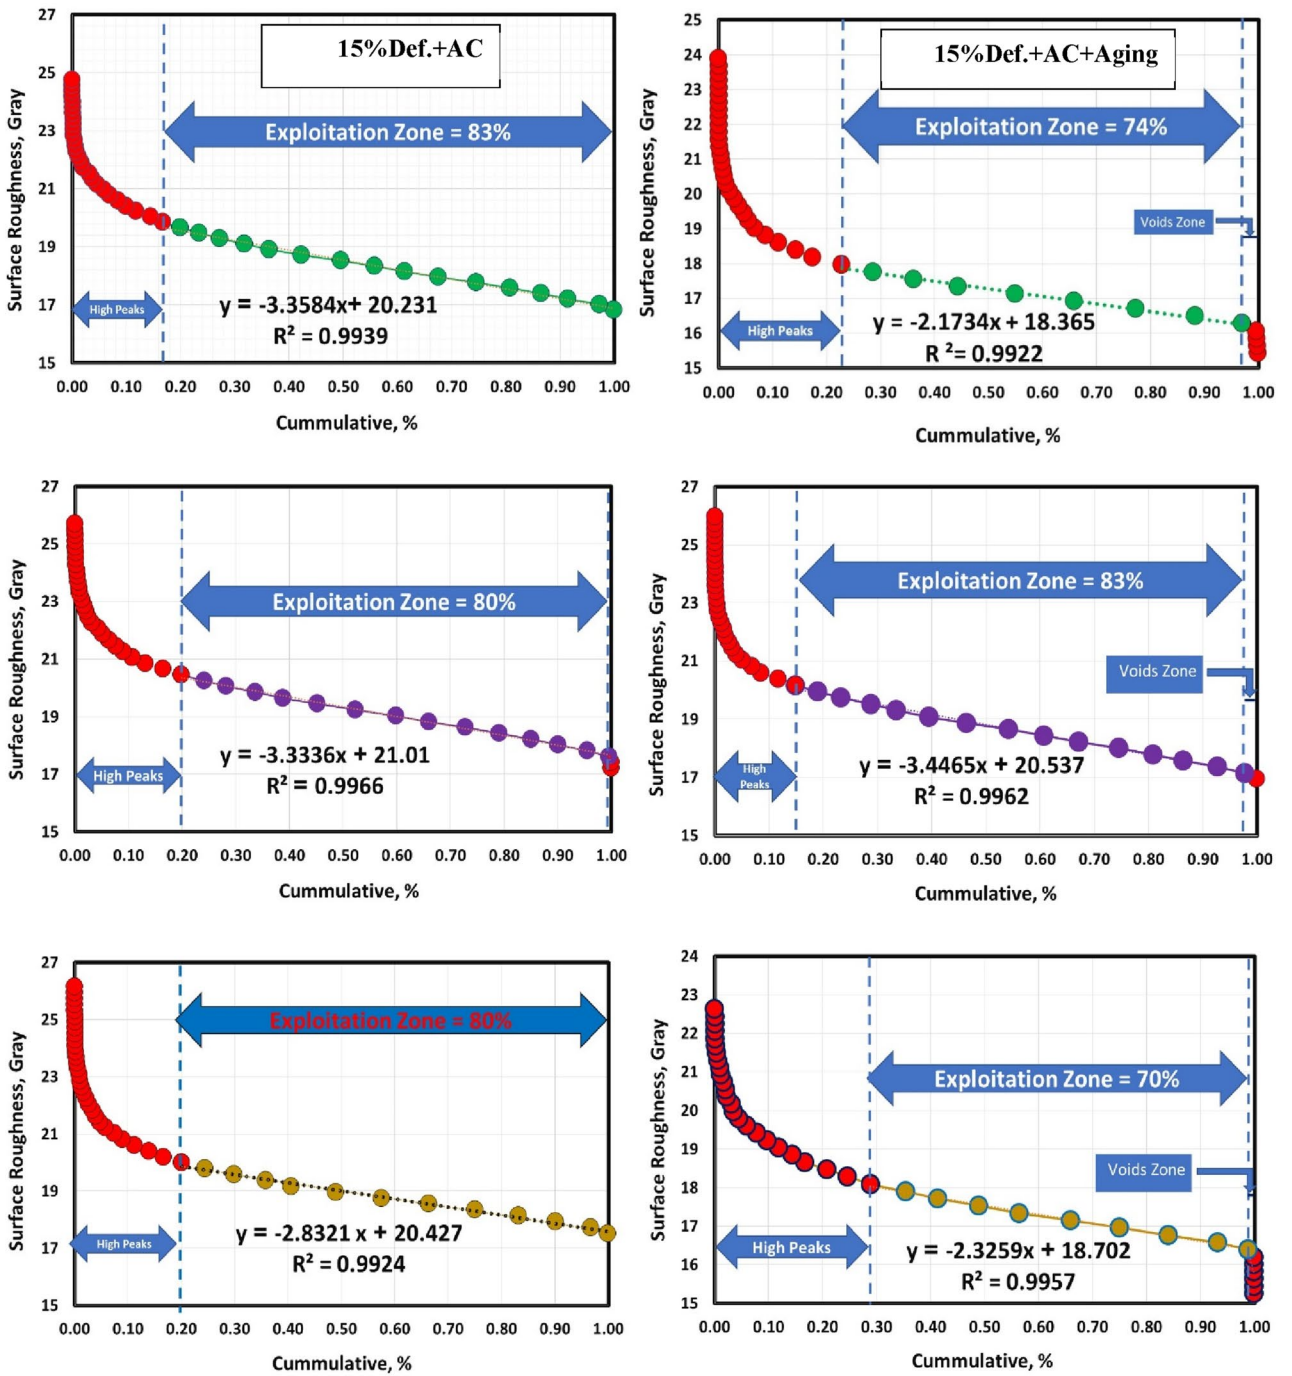 15%Def.+AC
Surface Roughness, Gray
27
25
23
21
19
17
15
Exploitation Zone = 83%
High Peaks
y = -3.3584x+ 20.231
R² = 0.9939
0.00 0.10 0.20 0.30 0.40 0.50 0.60 0.70 0.80 0.90 1.00
Cummulative, %
15%Def.+AC+Aging
Surface Roughness, Gray
25
24
23
22
21
20
19
18
17
16
15
Exploitation Zone = 74%
Voids Zone
High Peaks
y = -2.1734x + 18.365
R ²= 0.9922
0.00 0.10 0.20 0.30 0.40 0.50 0.60 0.70 0.80 0.90 1.00
Cummulative, %
Surface Roughness, Gray
27
25
23
21
19
17
15
Exploitation Zone = 80%
High Peaks
y = -3.3336x + 21.01
R² = 0.9966
0.00 0.10 0.20 0.30 0.40 0.50 0.60 0.70 0.80 0.90 1.00
Cummulative, %
Surface Roughness, Gray
27
25
23
21
19
17
15
Exploitation Zone = 83%
Voids Zone
High
Peaks
y = -3.4465x + 20.537
R² = 0.9962
0.00 0.10 0.20 0.30 0.40 0.50 0.60 0.70 0.80 0.90 1.00
Cummulative, %
Surface Roughness, Gray
27
25
23
21
19
17
15
Exploitation Zone = 80%
High Peaks
y = -2.8321 x + 20.427
R² = 0.9924
0.00 0.10 0.20 0.30 0.40 0.50 0.60 0.70 0.80 0.90 1.00
Cummulative, %
Surface Roughness, Gray
24
23
22
21
20
19
18
17
16
15
Exploitation Zone = 70%
Voids Zone
High Peaks
y = -2.3259x + 18.702
R² = 0.9957
0.00 0.10 0.20 0.30 0.40 0.50 0.60 0.70 0.80 0.90 1.00
Cummulative, %